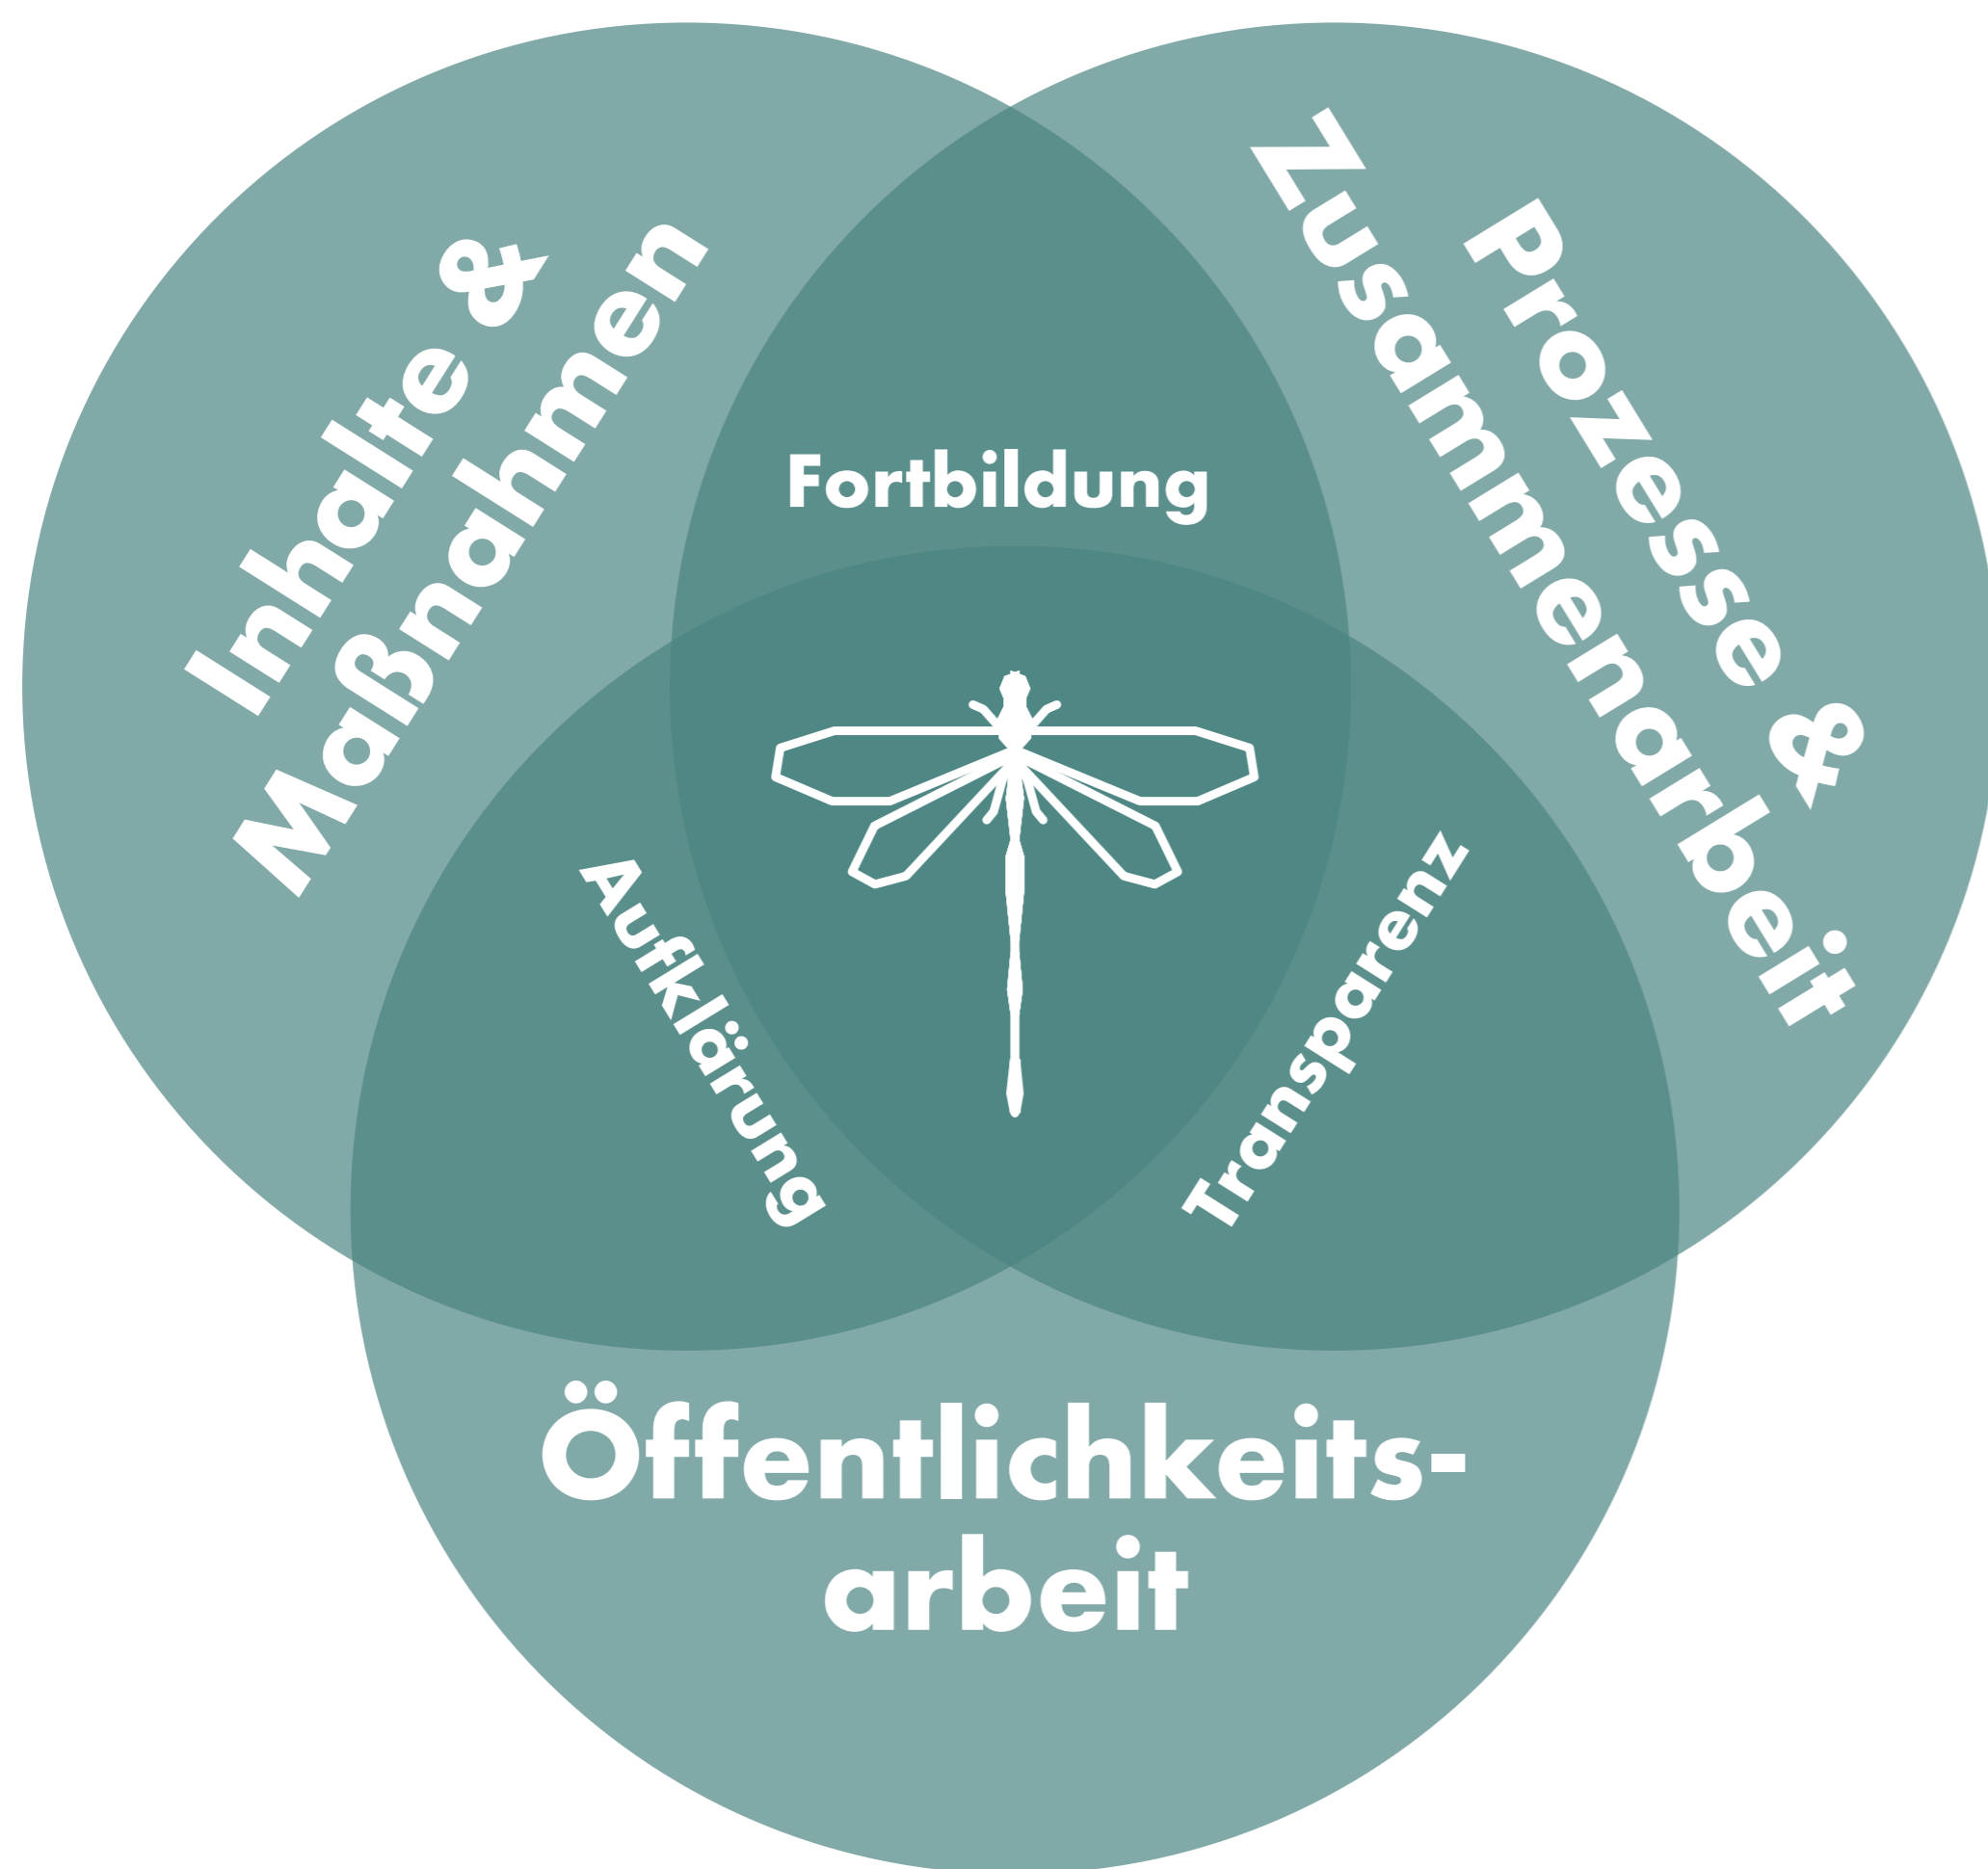 Inhalte &
Maßnahmen
Prozesse &
Zusammenarbeit
Fortbildung
Aufklärung
Transparenz
Öffentlichkeits-
arbeit